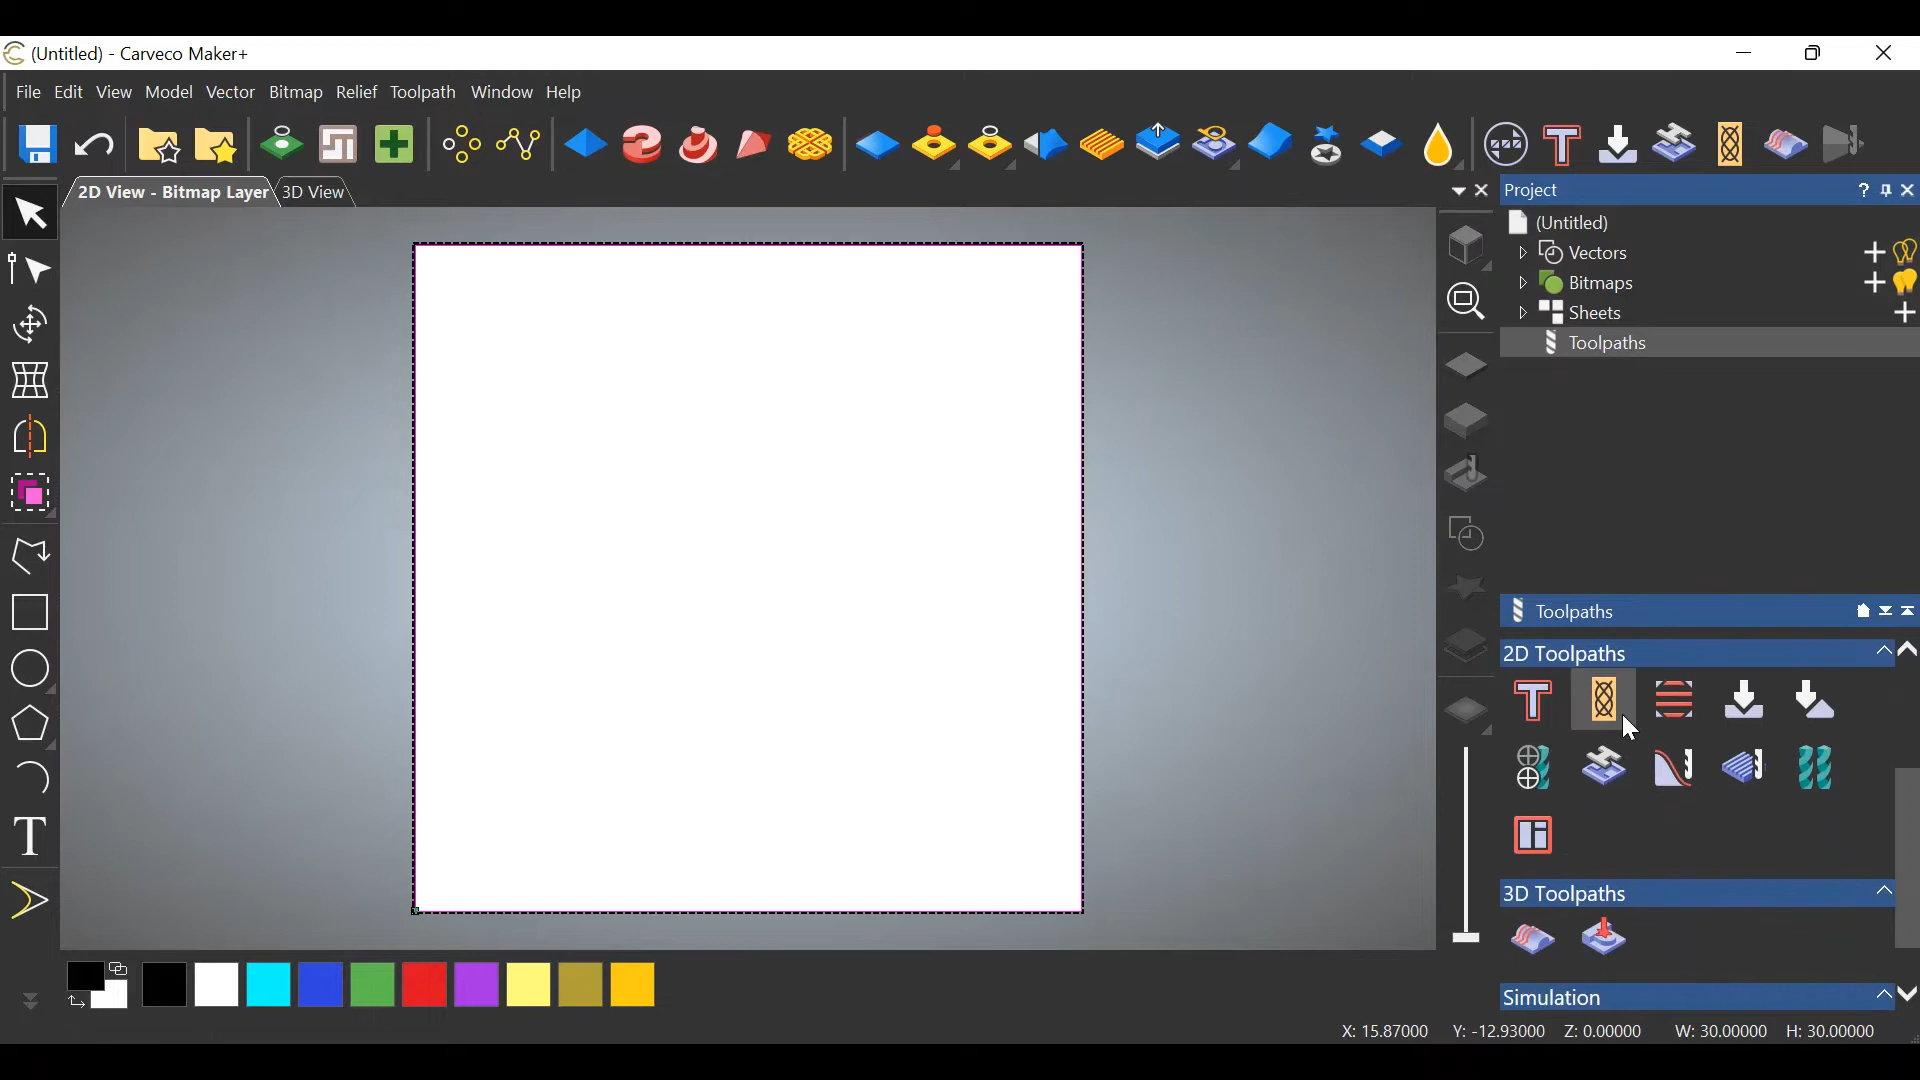 (Untitled) - Carveco Maker+
File Edit View Model Vector Bitmap Relief Toolpath Window Help
2D View - Bitmap Layer 3D View
Project
(Untitled)
Vectors
Bitmaps
Sheets
Toolpaths
Toolpaths
2D Toolpaths
3D Toolpaths
Simulation
X: 15.87000 Y: -12.93000 Z: 0.00000 W: 30.00000 H: 30.00000